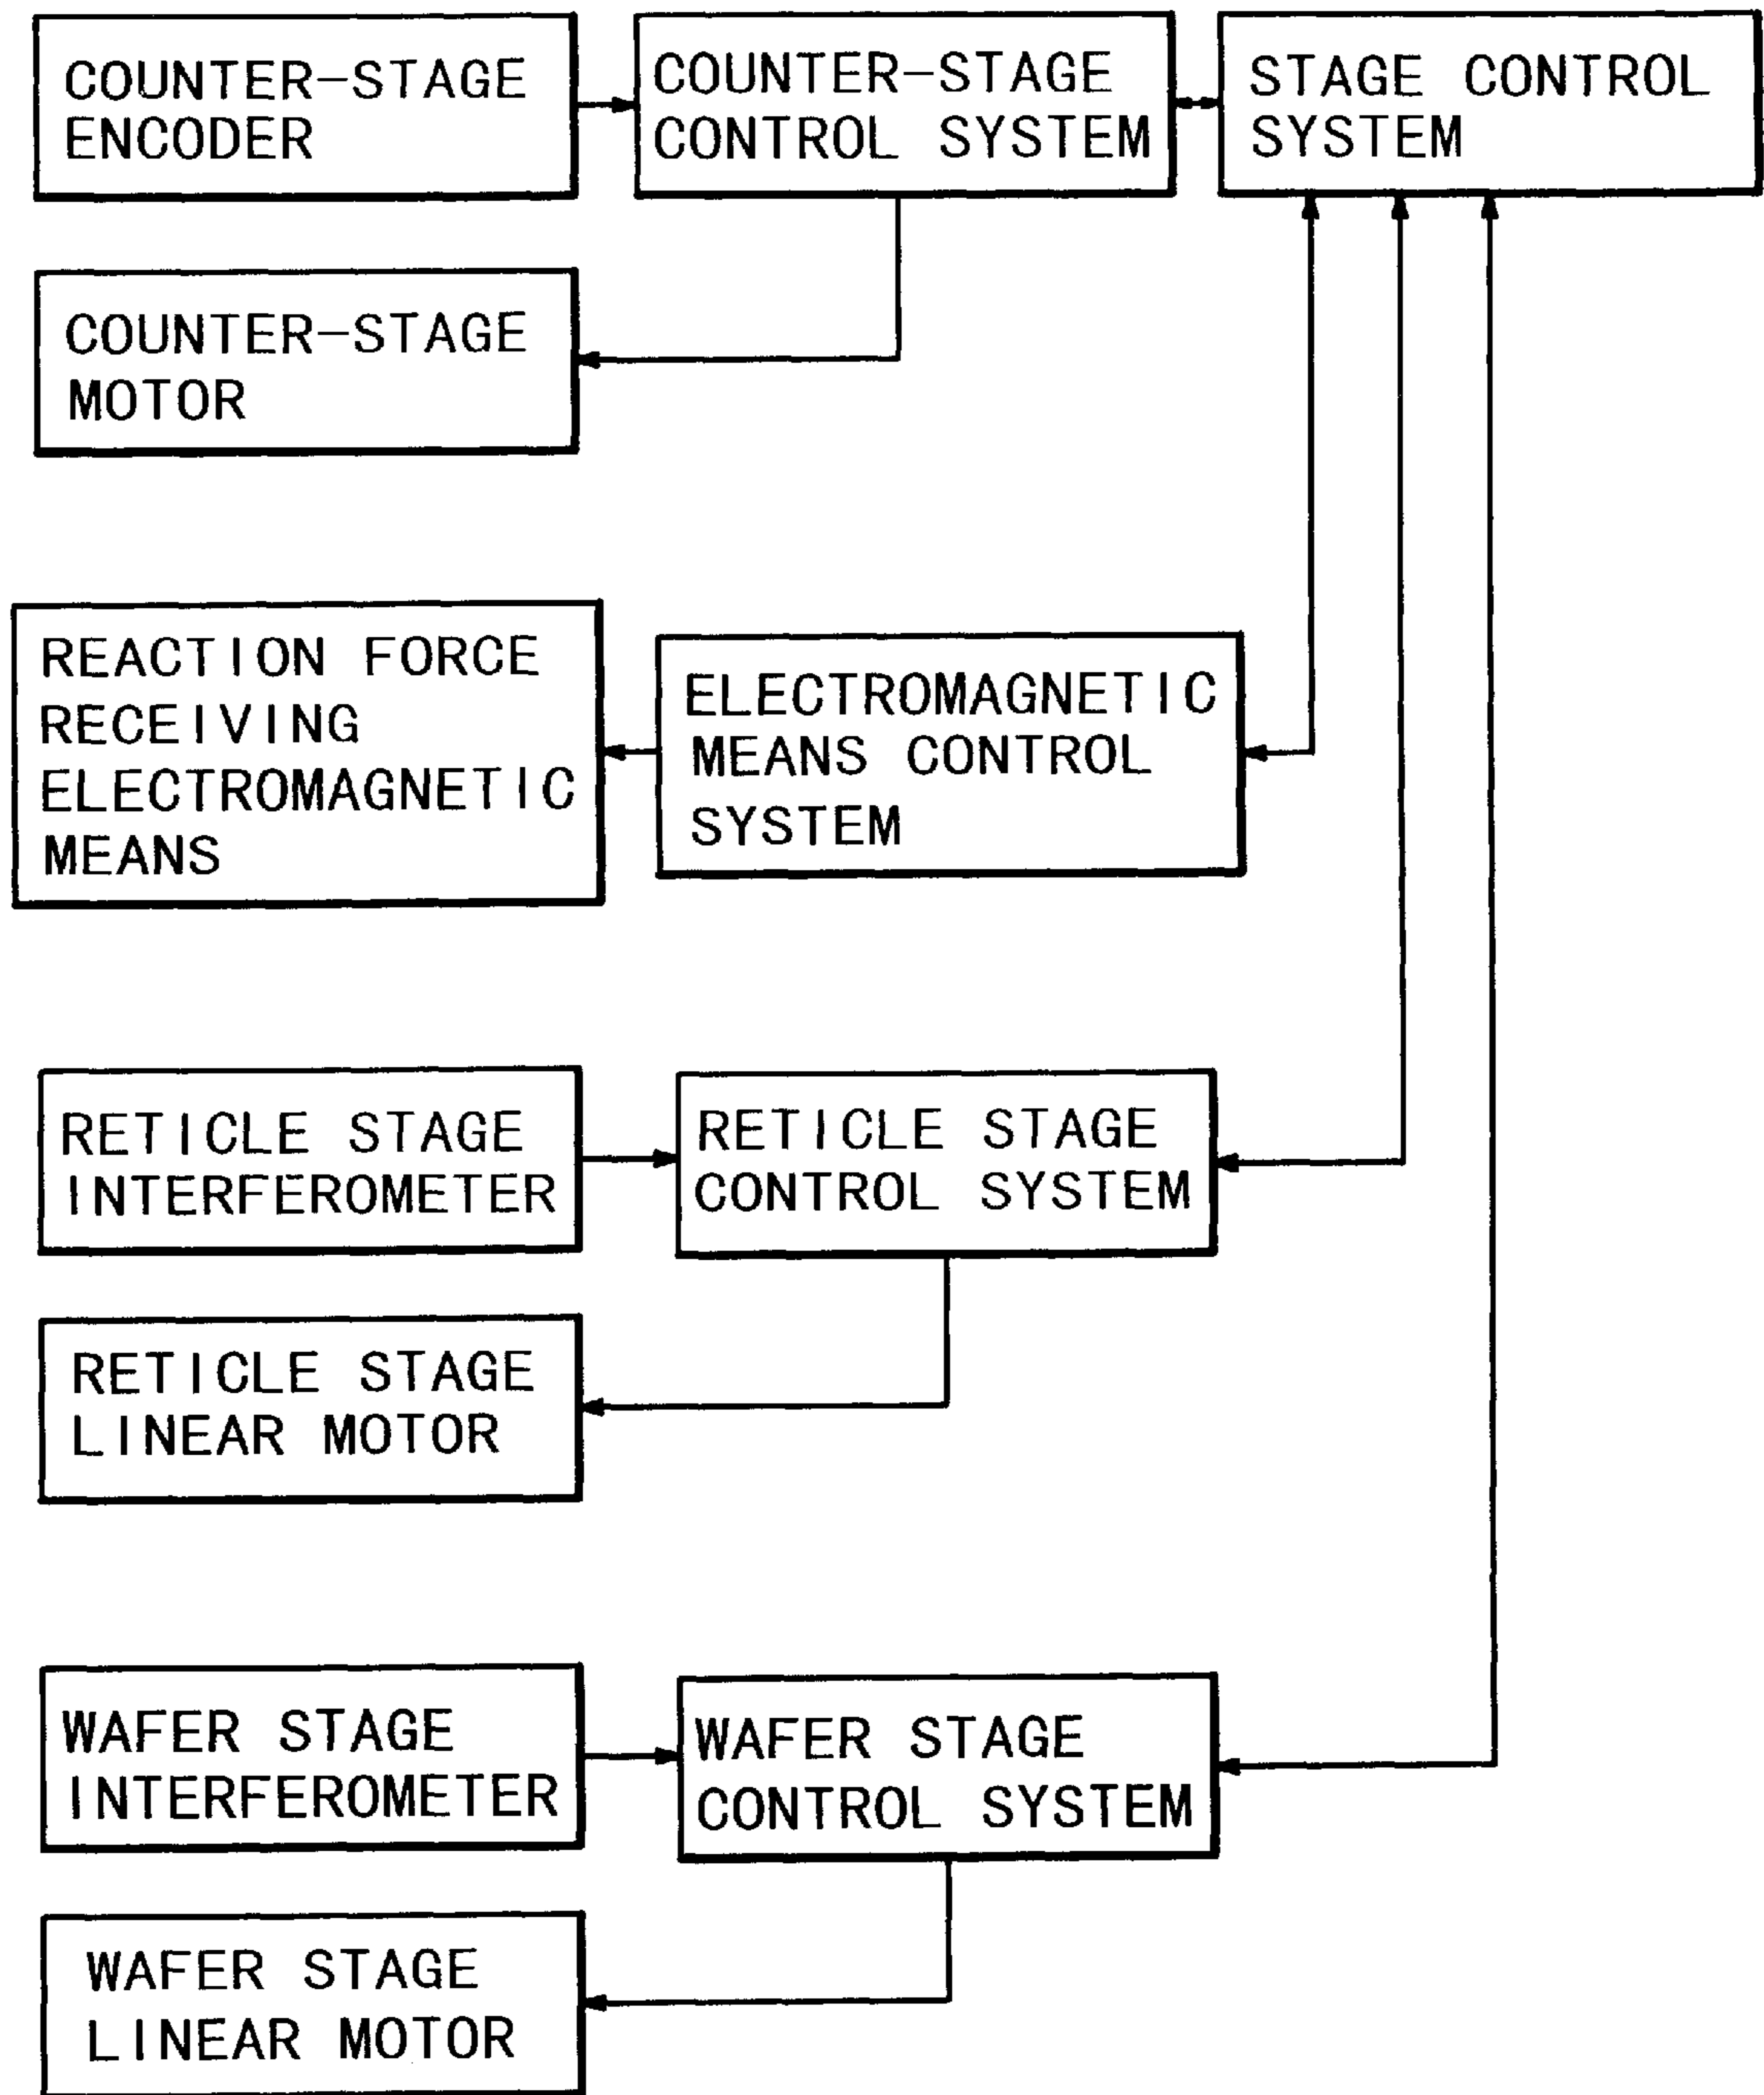 COUNTER-STAGE
ENCODER
COUNTER-STAGE
CONTROL SYSTEM
STAGE CONTROL
SYSTEM
COUNTER-STAGE
MOTOR
REACTION FORCE
RECEIVING
ELECTROMAGNETIC
MEANS
ELECTROMAGNETIC
MEANS CONTROL
SYSTEM
RETICLE STAGE
INTERFEROMETER
RETICLE STAGE
CONTROL SYSTEM
RETICLE STAGE
LINEAR MOTOR
WAFER STAGE
INTERFEROMETER
WAFER STAGE
CONTROL SYSTEM
WAFER STAGE
LINEAR MOTOR